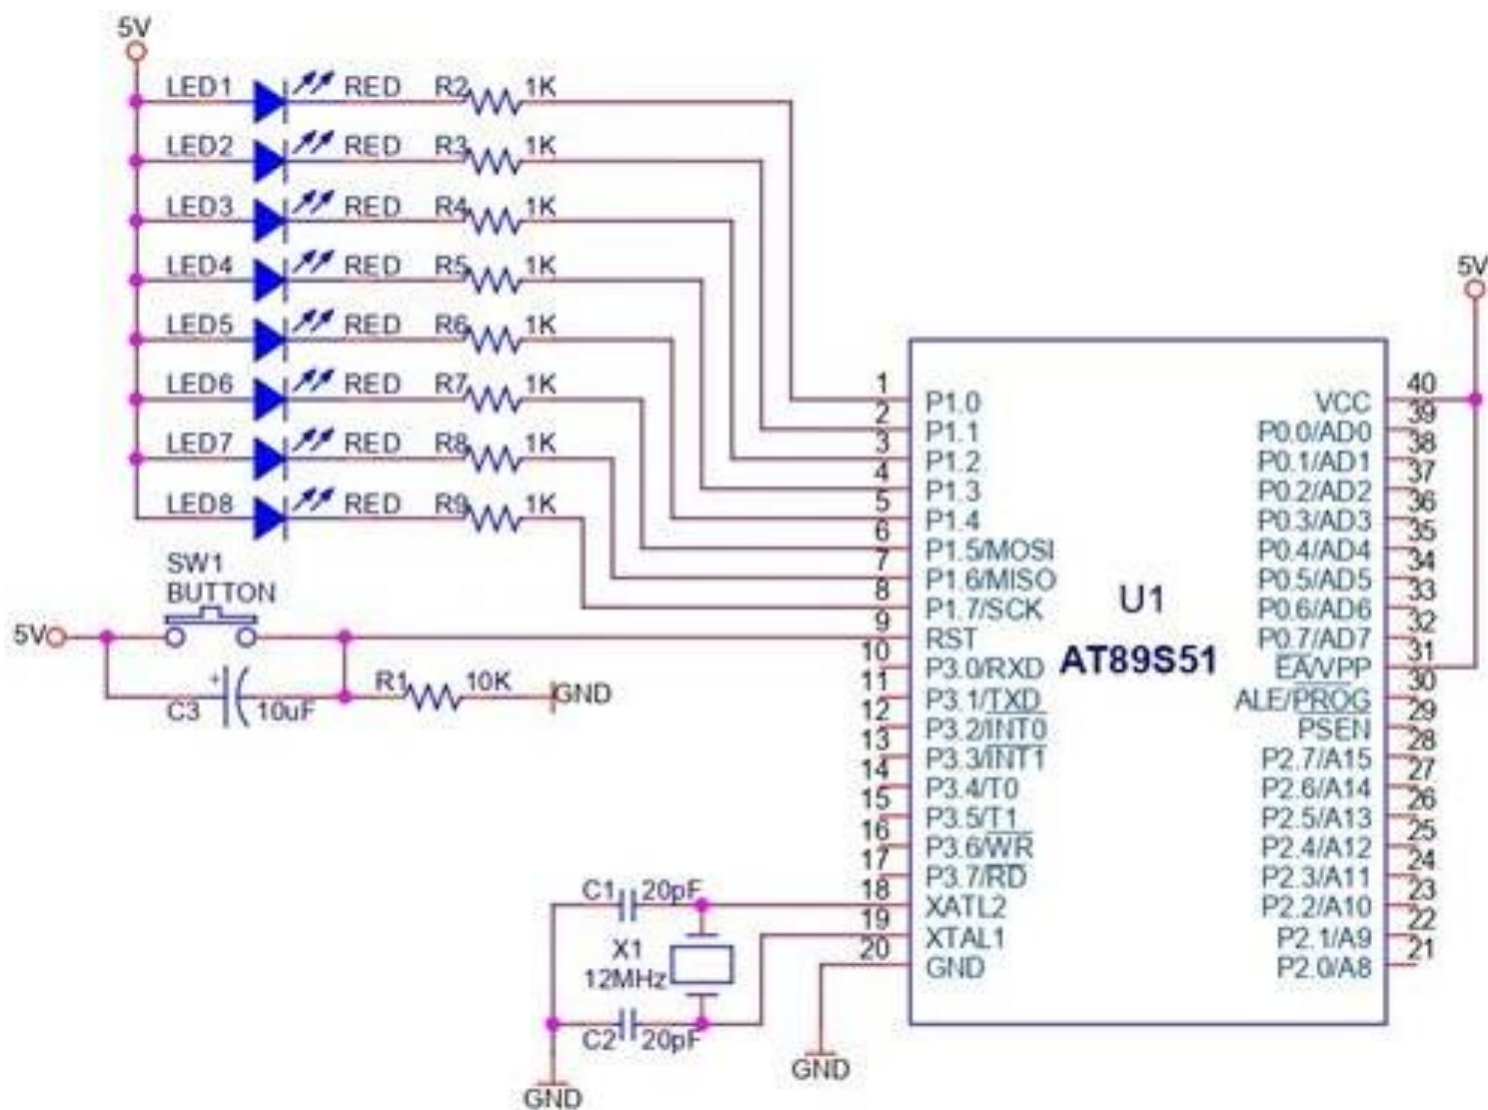 5V
LED1 RED R2 1K
LED2 RED R3 1K
LED3 RED R4 1K
LED4 RED R5 1K
LED5 RED R6 1K
LED6 RED R7 1K
LED7 RED R8 1K
LED8 RED R9 1K
SW1
BUTTON
5V
C3 + 10uF
R1 10K GND
5V
1 P1.0
2 P1.1
3 P1.2
4 P1.3
5 P1.4
6 P1.5/MOSI
7 P1.6/MISO
8 P1.7/SCK
9 RST
10 P3.0/RXD
11 P3.1/TXD
12 P3.2/INT0
13 P3.3/INT1
14 P3.4/T0
15 P3.5/T1
16 P3.6/WR
17 P3.7/RD
18 XATL2
19 XTAL1
20 GND
U1
AT89S51
VCC 40
P0.0/AD0 39
P0.1/AD1 38
P0.2/AD2 37
P0.3/AD3 36
P0.4/AD4 35
P0.5/AD5 34
P0.6/AD6 33
P0.7/AD7 32
EA/VPP 31
ALE/PROG 30
PSEN 29
P2.7/A15 28
P2.6/A14 27
P2.5/A13 26
P2.4/A12 25
P2.3/A11 24
P2.2/A10 23
P2.1/A9 22
P2.0/A8 21
C1 20pF
X1
12MHz
C2 20pF
GND
GND